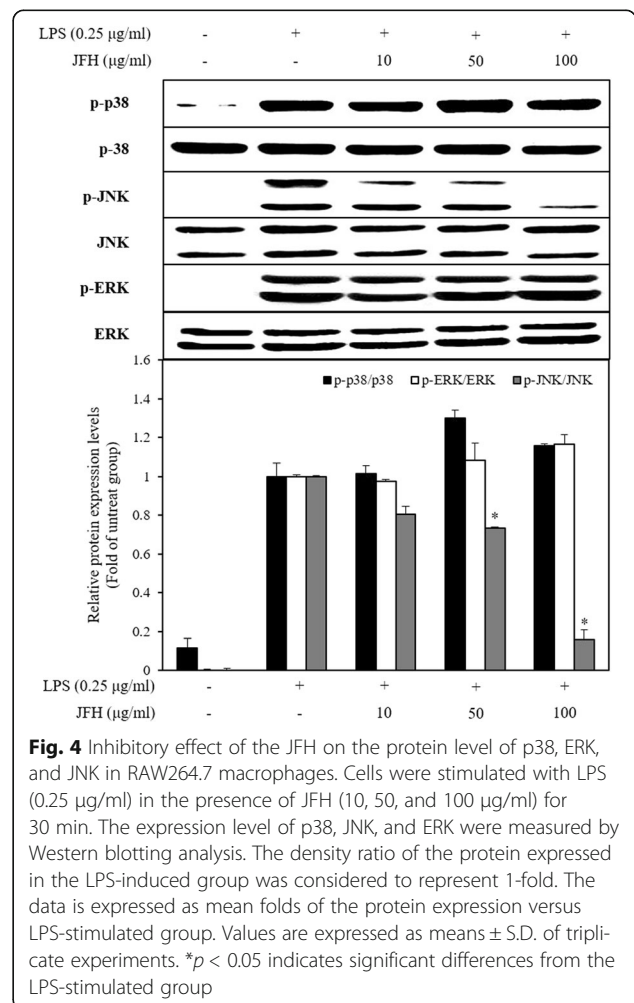 LPS (0.25 µg/ml) - + + + +
JFH (µg/ml) - - 10 50 100
p-p38
p-38
p-JNK
JNK
p-ERK
ERK
1.6
■p-p38/p38 □p-ERK/ERK ■p-JNK/JNK
1.4
1.2
1
0.8
0.6
0.4
0.2
0
Relative protein expression levels
(Fold of untreat group)
*
*
LPS (0.25 µg/ml) - + + + +
JFH (µg/ml) - - 10 50 100
Fig. 4 Inhibitory effect of the JFH on the protein level of p38, ERK,
and JNK in RAW264.7 macrophages. Cells were stimulated with LPS
(0.25 µg/ml) in the presence of JFH (10, 50, and 100 µg/ml) for
30 min. The expression level of p38, JNK, and ERK were measured by
Western blotting analysis. The density ratio of the protein expressed
in the LPS-induced group was considered to represent 1-fold. The
data is expressed as mean folds of the protein expression versus
LPS-stimulated group. Values are expressed as means ± S.D. of tripli-
cate experiments. *p < 0.05 indicates significant differences from the
LPS-stimulated group